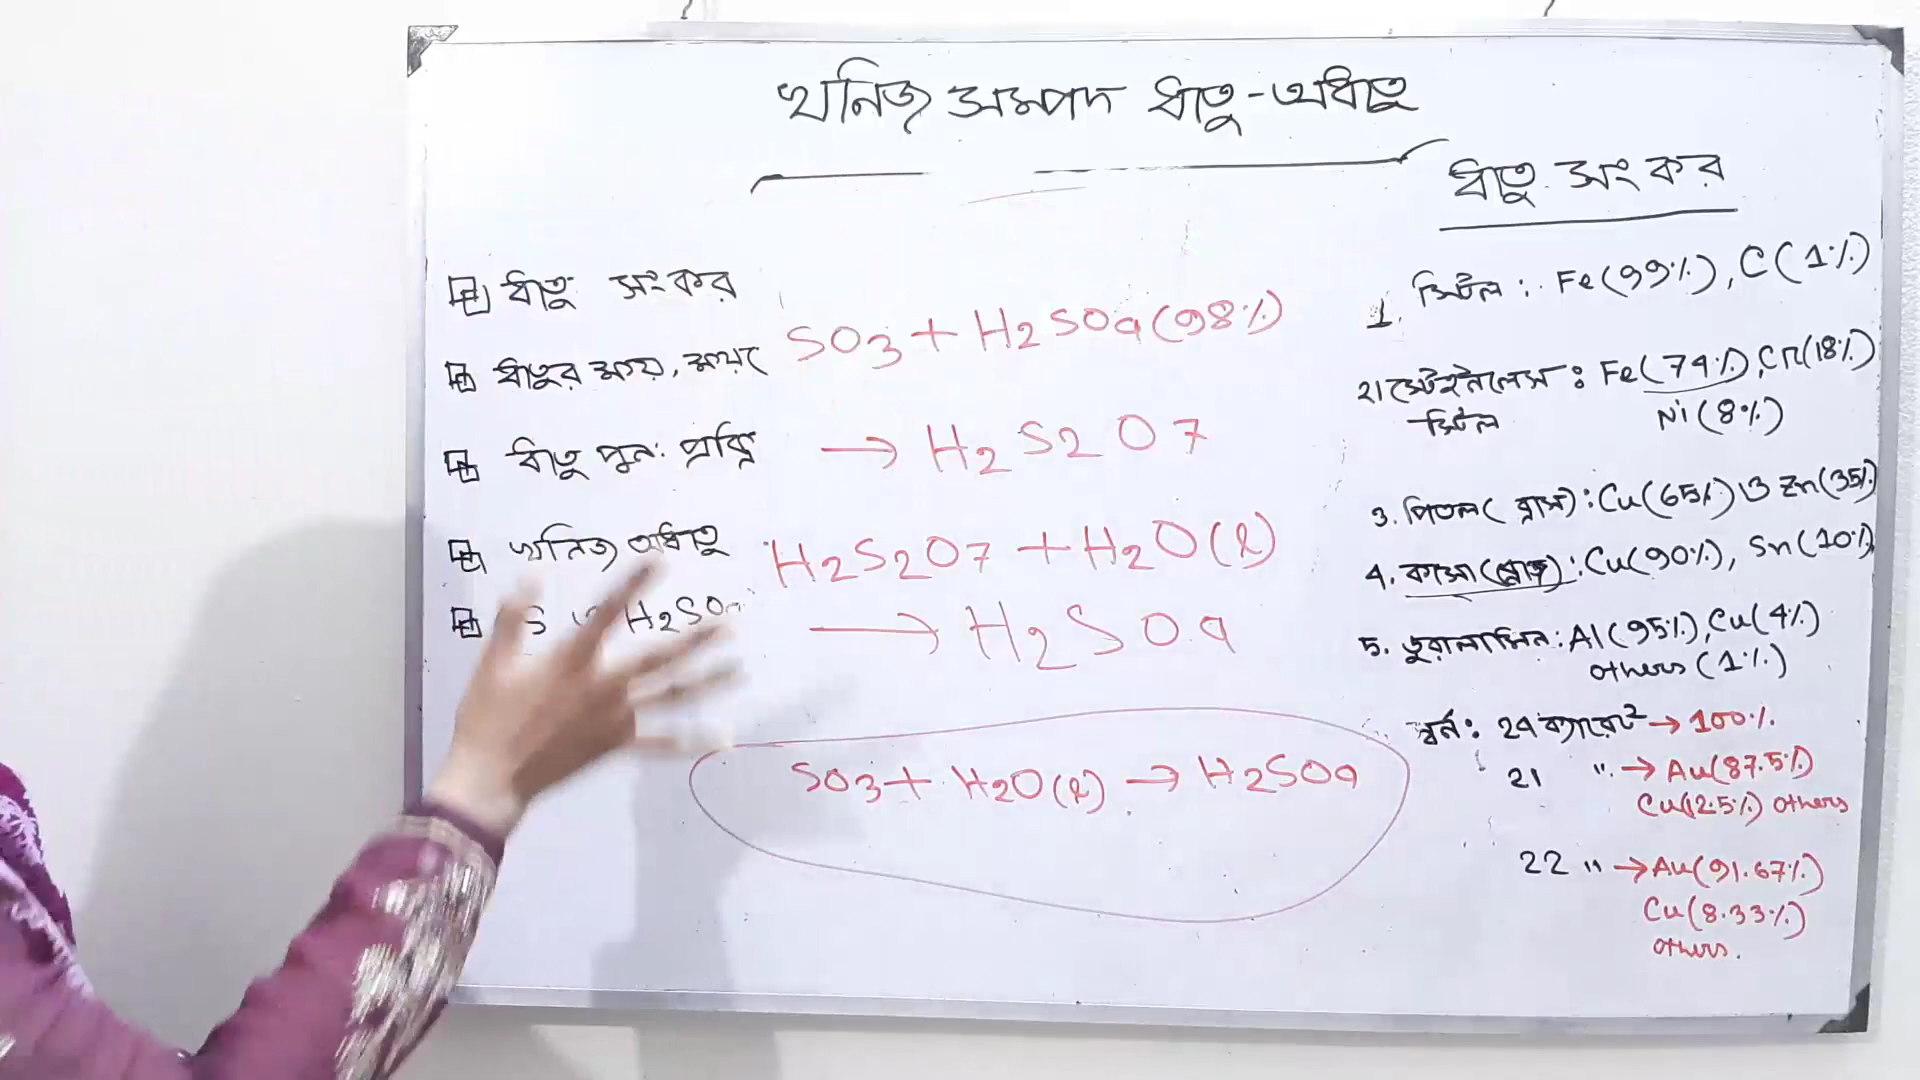 খনিজ সম্পদ ধাতু-অধাতু
ধাতু সংকর
ধাতুর ক্ষয়,
ধাতু পুনঃ প্রক্রি
খনিজ অধাতু
S H2SO
SO3 + H2SO4 (98%)
→ H2S2O7
H2S2O7 + H2O(l)
→ H2SO4
SO3 + H2O(l) → H2SO4
ধাতু সংকর
1. স্টিল: Fe(99%), C(1%)
২। স্টেইনলেস : Fe(74%), Cr(18%)
স্টিল Ni(8%)
3. পিতল( ব্রাস) : Cu(65%) ও Zn(35%)
4. কাসা(ব্রোঞ্জ) : Cu(90%), Sn(10%)
5. ডুরালামিন : Al(95%), Cu(4%)
others (1%)
স্বর্ন: 24 ক্যারেট → 100%.
21 " → Au(87.5%)
Cu(12.5%) others
22 " → Au(91.67%)
Cu(8.33%)
others.